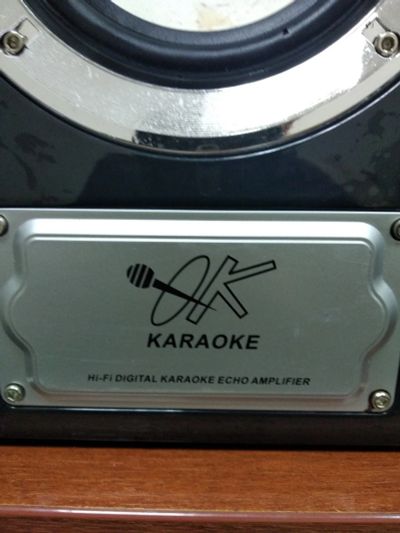 OK
KARAOKE
Hi-Fi DIGITAL KARAOKE ECHO AMPLIFIER